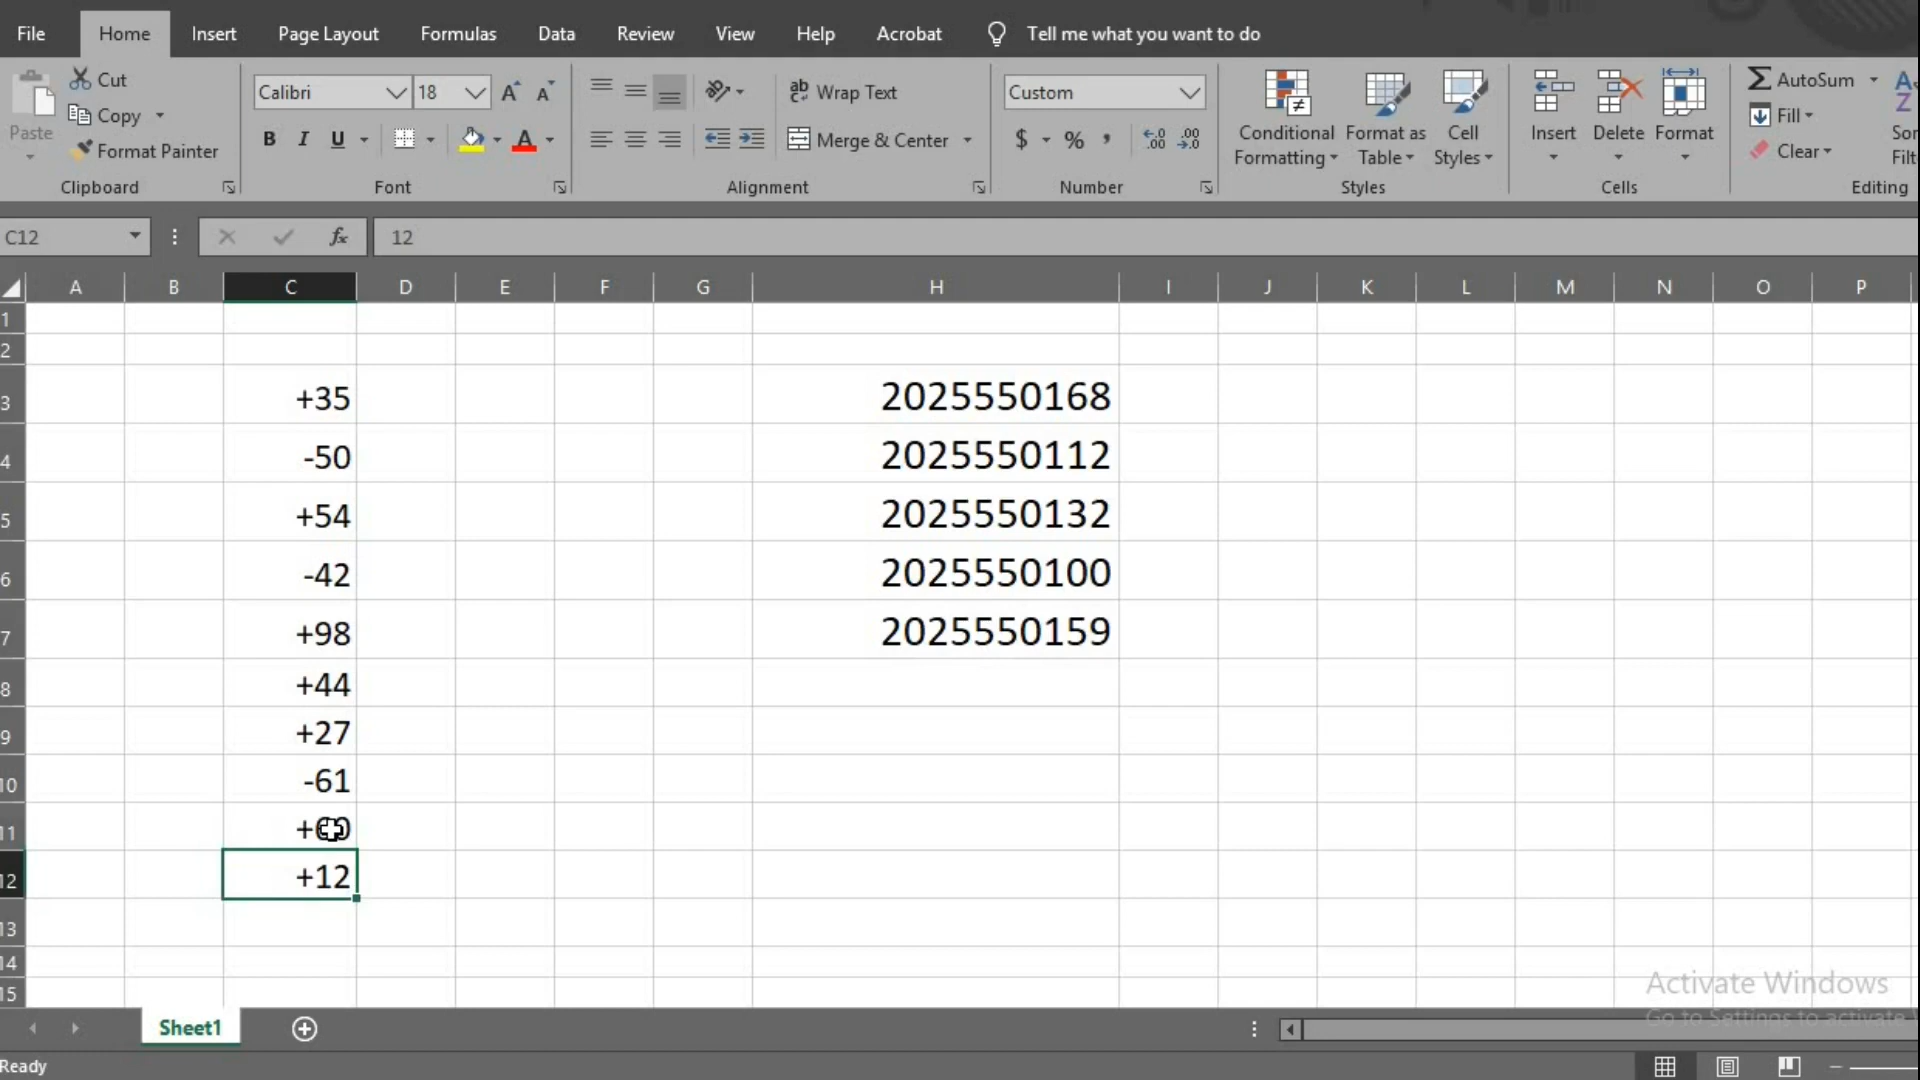 File Home Insert Page Layout Formulas Data Review View Help Acrobat Tell me what you want to do
Paste Cut Copy Format Painter Clipboard
Calibri 18 A A B I U A Font
ab Wrap Text Merge & Center Alignment
Custom $ % , Number
Conditional Formatting Format as Table Cell Styles Styles
Insert Delete Format Cells
AutoSum Fill Clear Editing
C12 fx 12
A B C D E F G H I J K L M N O P
1
2
3 +35 2025550168
4 -50 2025550112
5 +54 2025550132
6 -42 2025550100
7 +98 2025550159
8 +44
9 +27
10 -61
11
12 +12
13
14
15
Activate Windows
Go to Settings to activate
Sheet1
Ready